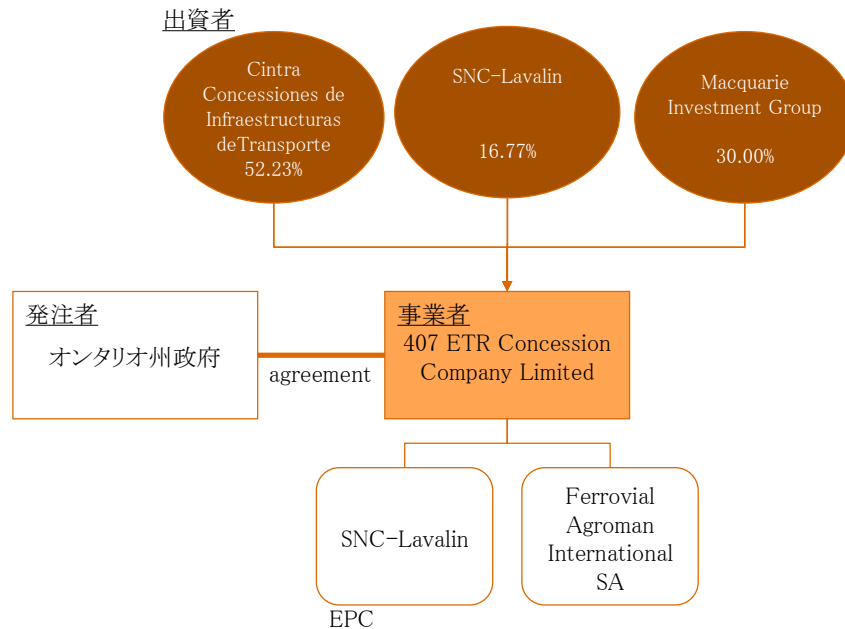 出資者
Cintra
Concessiones de
Infraestructuras
deTransporte
52.23%
SNC-Lavalin
16.77%
Macquarie
Investment Group
30.00%
発注者
オンタリオ州政府
agreement
事業者
407 ETR Concession
Company Limited
SNC-Lavalin
Ferrovial
Agroman
International
SA
EPC